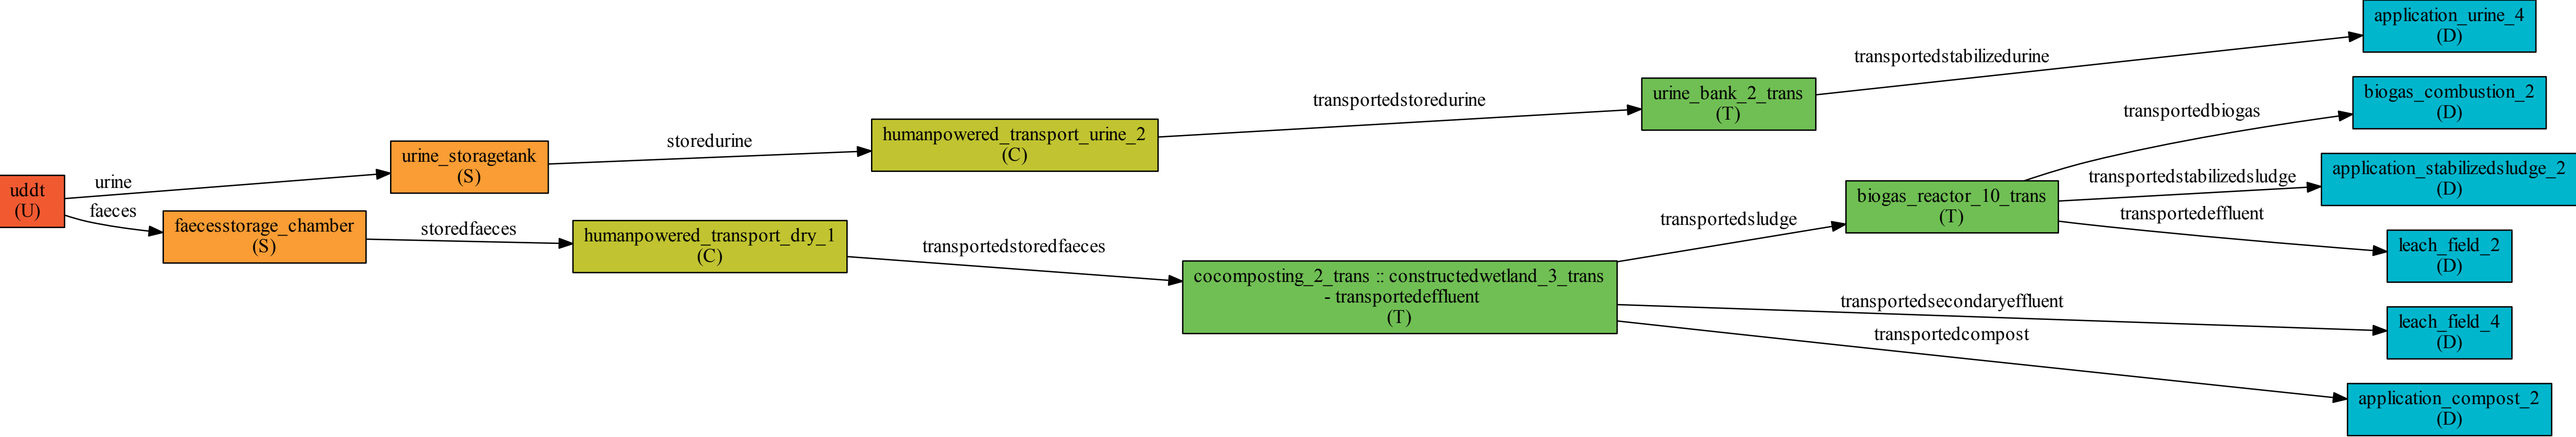 uddt
(U)
urine
faeces
urine_storagetank
(S)
faecesstorage_chamber
(S)
storedurine
storedfaeces
humanpowered_transport_urine_2
(C)
humanpowered_transport_dry_1
(C)
transportedstoredurine
transportedstoredfaeces
urine_bank_2_trans
(T)
cocomposting_2_trans :: constructedwetland_3_trans
- transportedeffluent
(T)
transportedsludge
biogas_reactor_10_trans
(T)
transportedstabilizedurine
transportedbiogas
transportedstabilizedsludge
transportedeffluent
transportedsecondaryeffluent
transportedcompost
application_urine_4
(D)
biogas_combustion_2
(D)
application_stabilizedsludge_2
(D)
leach_field_2
(D)
leach_field_4
(D)
application_compost_2
(D)